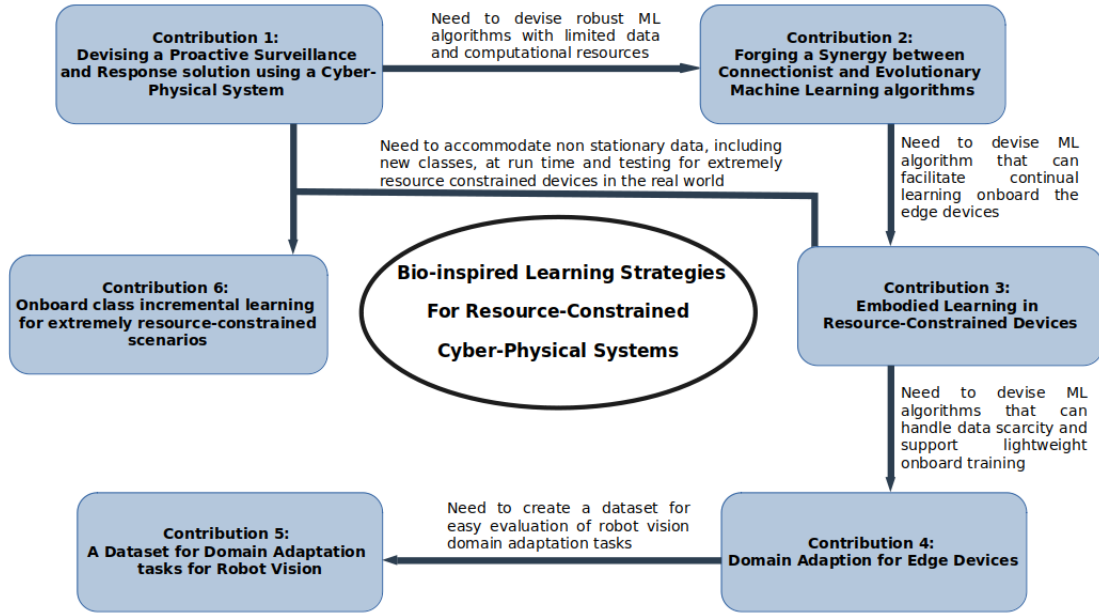 Contribution 1:
Devising a Proactive Surveillance
and Response solution using a Cyber-
Physical System
Need to devise robust ML
algorithms with limited data
and computational resources
Contribution 2:
Forging a Synergy between
Connectionist and Evolutionary
Machine Learning algorithms
Need to accommodate non stationary data, including
new classes, at run time and testing for extremely
resource constrained devices in the real world
Need to devise ML
algorithm that can
facilitate continual
learning onboard the
edge devices
Contribution 6:
Onboard class incremental learning
for extremely resource-constrained
scenarios
Bio-inspired Learning Strategies
For Resource-Constrained
Cyber-Physical Systems
Contribution 3:
Embodied Learning in
Resource-Constrained Devices
Need to devise ML
algorithms that can
handle data scarcity and
support lightweight
onboard training
Contribution 5:
A Dataset for Domain Adaptation
tasks for Robot Vision
Need to create a dataset for
easy evaluation of robot vision
domain adaptation tasks
Contribution 4:
Domain Adaption for Edge Devices